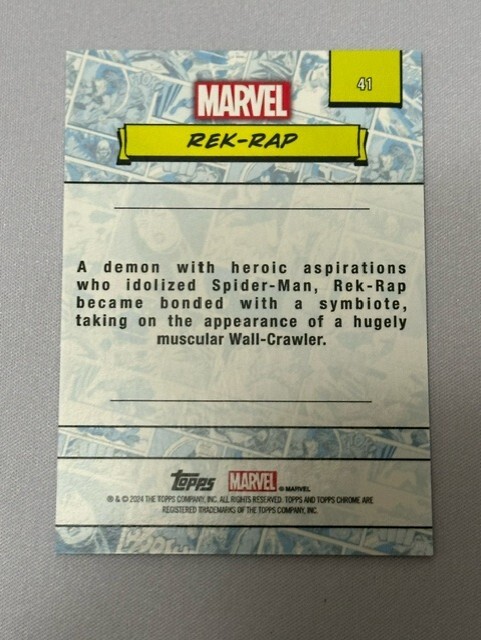 41
MARVEL
REK-RAP
A demon with heroic aspirations
who idolized Spider-Man, Rek-Rap
became bonded with a symbiote,
taking on the appearance of a hugely
muscular Wall-Crawler.
Topps MARVEL © MARVEL
® & © 2024 THE TOPPS COMPANY, INC. ALL RIGHTS RESERVED. TOPPS AND TOPPS CHROME ARE
REGISTERED TRADEMARKS OF THE TOPPS COMPANY, INC.